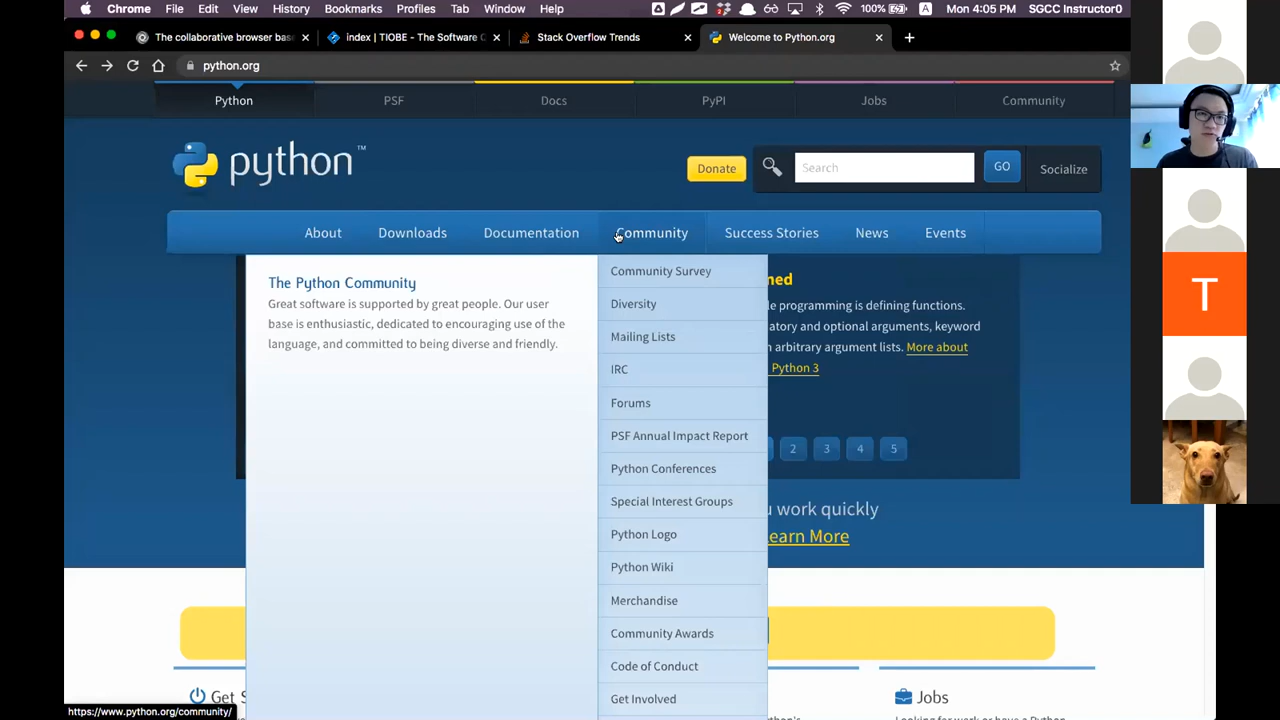 Chrome File Edit View History Bookmarks Profiles Tab Window Help 100% A Mon 4:05 PM SGCC Instructor0
The collaborative browser bas
index | TIOBE - The Software Q
Stack Overflow Trends
Welcome to Python.org
python.org
Python PSF Docs PyPI Jobs Community
python™
Donate Search GO Socialize
About Downloads Documentation Community Success Stories News Events
The Python Community
Great software is supported by great people. Our user
base is enthusiastic, dedicated to encouraging use of the
language, and committed to being diverse and friendly.
Community Survey
Diversity
Mailing Lists
IRC
Forums
PSF Annual Impact Report
Python Conferences
Special Interest Groups
Python Logo
Python Wiki
Merchandise
Community Awards
Code of Conduct
Get Involved
ned
le programming is defining functions.
atory and optional arguments, keyword
n arbitrary argument lists. More about
Python 3
2 3 4 5
u work quickly
earn More
Get S
Jobs
https://www.python.org/community/
T